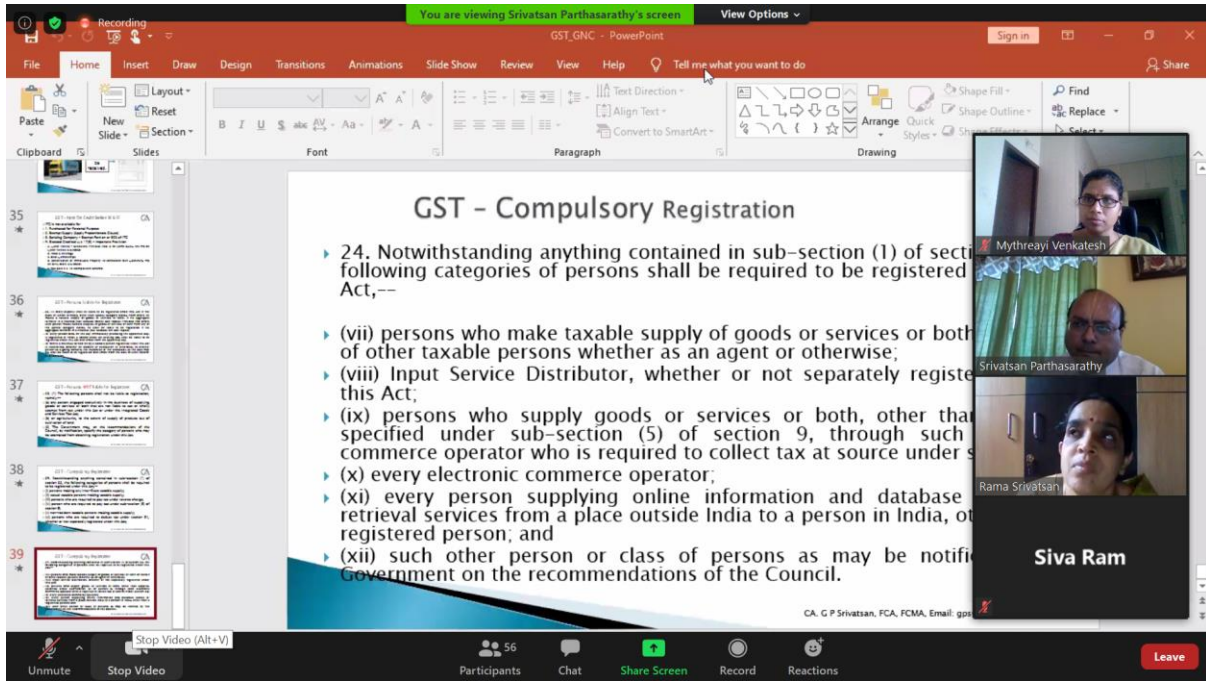 You are viewing Srivatsan Parthasarathy's screen
View Options
Recording
GST_GNC - PowerPoint
Sign in
File Home Insert Draw Design Transitions Animations Slide Show Review View Help Tell me what you want to do Share
Paste
New Slide
Layout
Reset
Section
B I U S abc AV Aa A
Text Direction
Align Text
Convert to SmartArt
Arrange
Quick Styles
Shape Fill
Shape Outline
Shape Effects
Find
Replace
Select
Clipboard Slides Font Paragraph Drawing
35
36
37
38
39
GST – Compulsory Registration
24. Notwithstanding anything contained in sub-section (1) of secti
following categories of persons shall be required to be registered
Act,--
(vii) persons who make taxable supply of goods or services or both
of other taxable persons whether as an agent or otherwise;
(viii) Input Service Distributor, whether or not separately registe
this Act;
(ix) persons who supply goods or services or both, other than
specified under sub-section (5) of section 9, through such
commerce operator who is required to collect tax at source under s
(x) every electronic commerce operator;
(xi) every person supplying online information and database
retrieval services from a place outside India to a person in India, ot
registered person; and
(xii) such other person or class of persons as may be notifi
Government on the recommendations of the Council.
CA. G P Srivatsan, FCA, FCMA, Email: gps
Mythreayi Venkatesh
Srivatsan Parthasarathy
Rama Srivatsan
Siva Ram
Stop Video (Alt+V)
Unmute
Stop Video
56
Participants
Chat
Share Screen
Record
Reactions
Leave